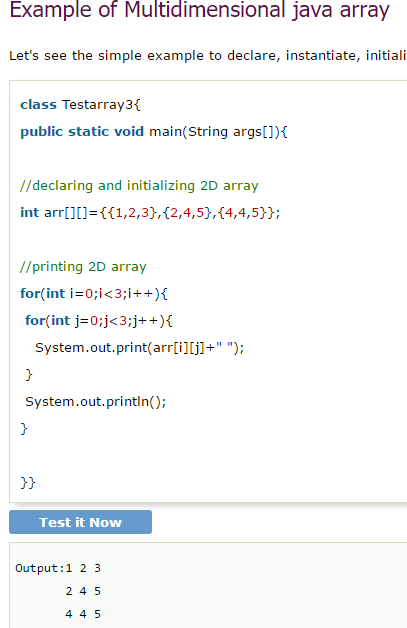 Example of Multidimensional java array
Let's see the simple example to declare, instantiate, initiali
class Testarray3{
public static void main(String args[]){
//declaring and initializing 2D array
int arr[][]={{1,2,3},{2,4,5},{4,4,5}};
//printing 2D array
for(int i=0;i<3;i++){
for(int j=0;j<3;j++){
System.out.print(arr[i][j]+" ");
}
System.out.println();
}
}}
Test it Now
Output:1 2 3
2 4 5
4 4 5